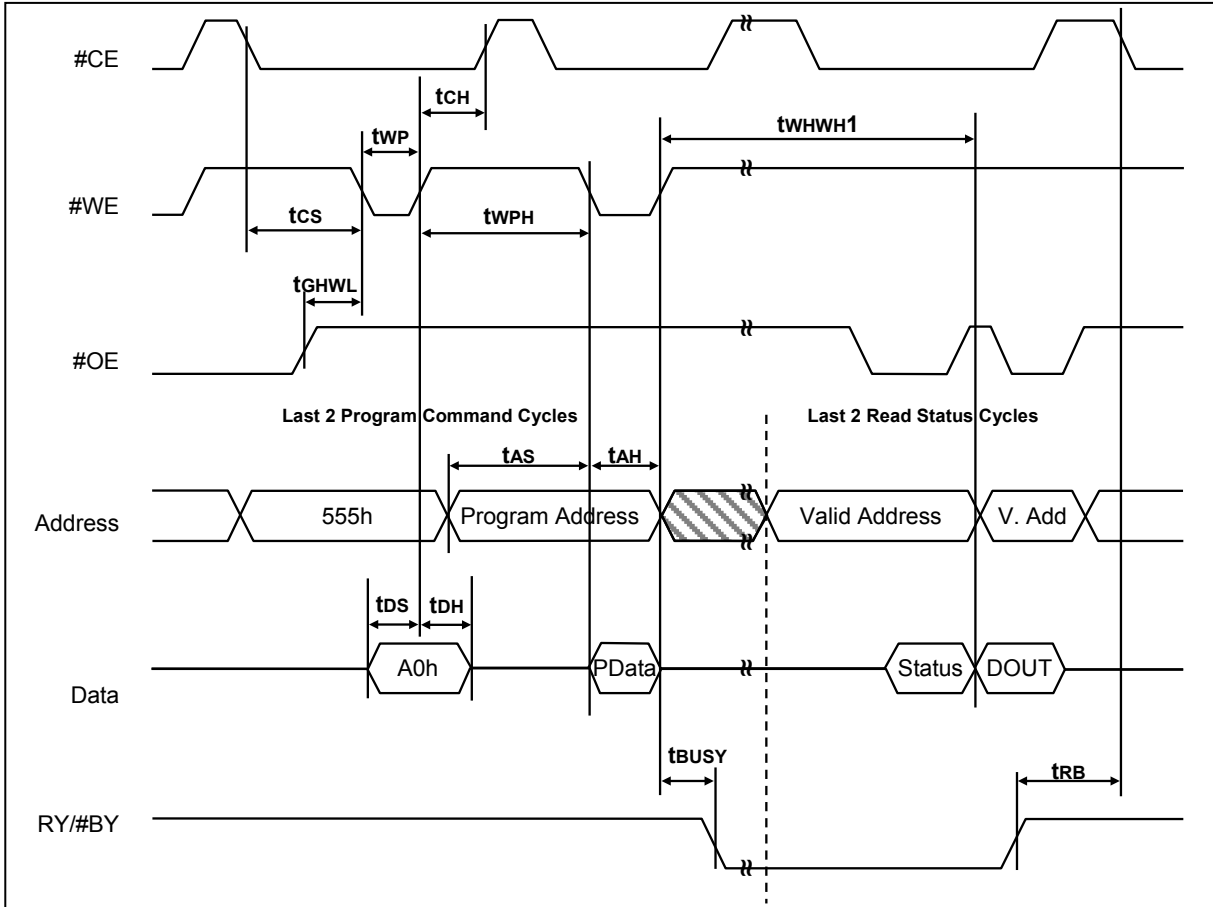 #CE
tCH
tWHWH1
tWP
#WE
tCS
tWPH
tGHWL
#OE
Last 2 Program Command Cycles
Last 2 Read Status Cycles
tAS
tAH
Address
555h
Program Address
Valid Address
V. Add
tDS
tDH
Data
A0h
PData
Status
DOUT
tBUSY
tRB
RY/#BY